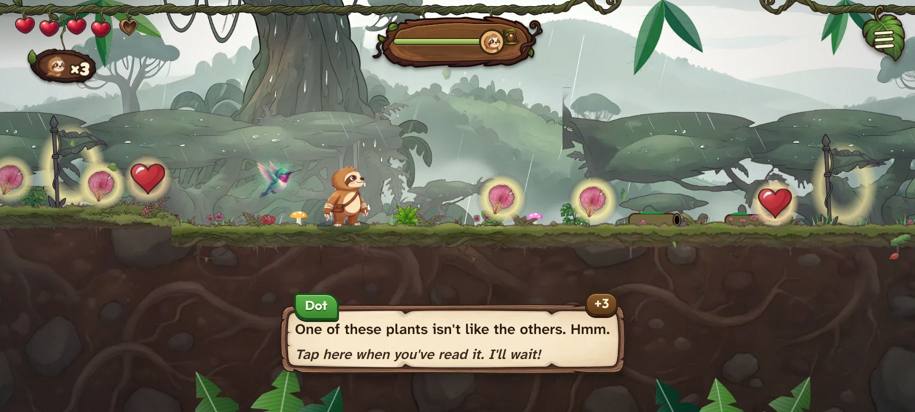 x3
Dot
+3
One of these plants isn't like the others. Hmm.
Tap here when you've read it. I'll wait!